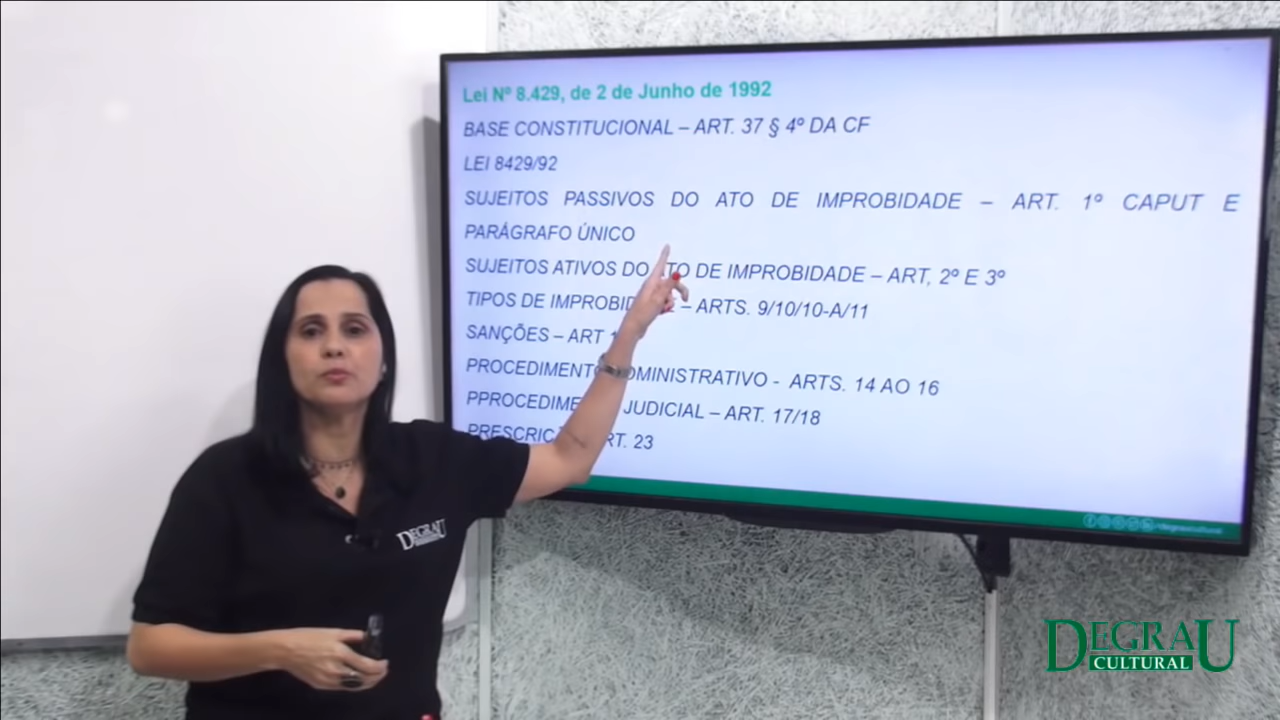 Lei Nº 8.429, de 2 de Junho de 1992
BASE CONSTITUCIONAL – ART. 37 § 4º DA CF
LEI 8429/92
SUJEITOS PASSIVOS DO ATO DE IMPROBIDADE – ART. 1º CAPUT E
PARÁGRAFO ÚNICO
SUJEITOS ATIVOS DO ATO DE IMPROBIDADE – ART, 2º E 3º
TIPOS DE IMPROBIDADE – ARTS. 9/10/10-A/11
SANÇÕES – ART
PROCEDIMENTO ADMINISTRATIVO - ARTS. 14 AO 16
PPROCEDIMENTO JUDICIAL – ART. 17/18
PRESCRIÇÃO ART. 23
DEGRAU
DEGRAU
CULTURAL